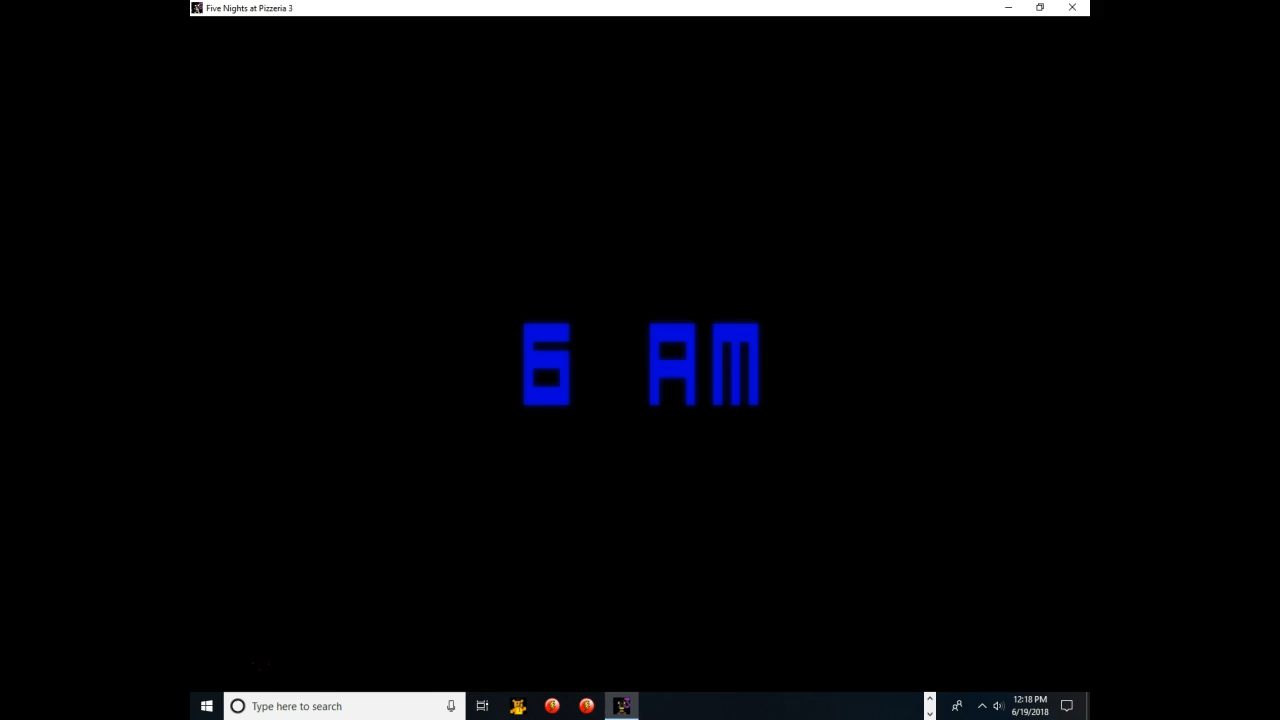 Five Nights at Pizzeria 3
6 AM
Type here to search
12:18 PM
6/19/2018